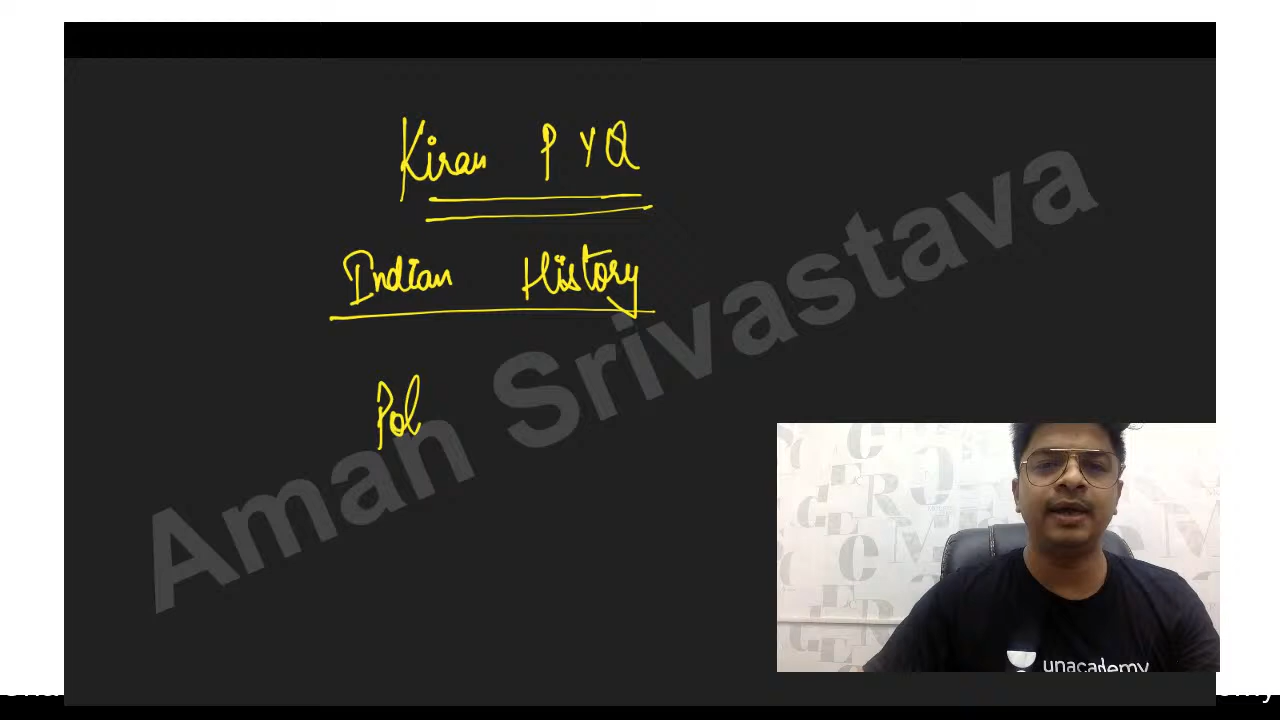 Kiran PYQ
Indian History
Pol
Aman Srivastava
unacademy